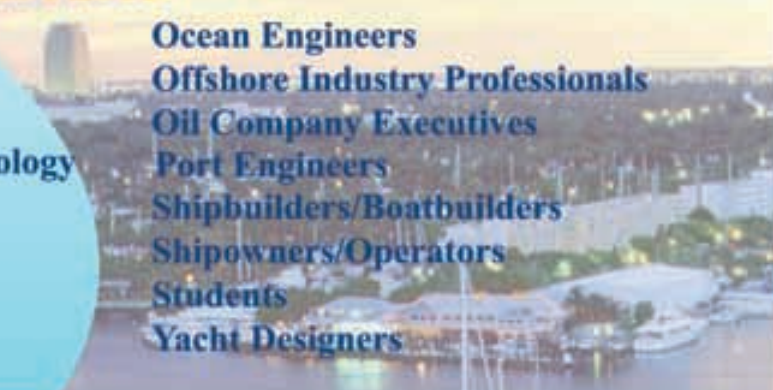 Ocean Engineers
Offshore Industry Professionals
Oil Company Executives
ology
Port Engineers
Shipbuilders/Boatbuilders
Shipowners/Operators
Students
Yacht Designers